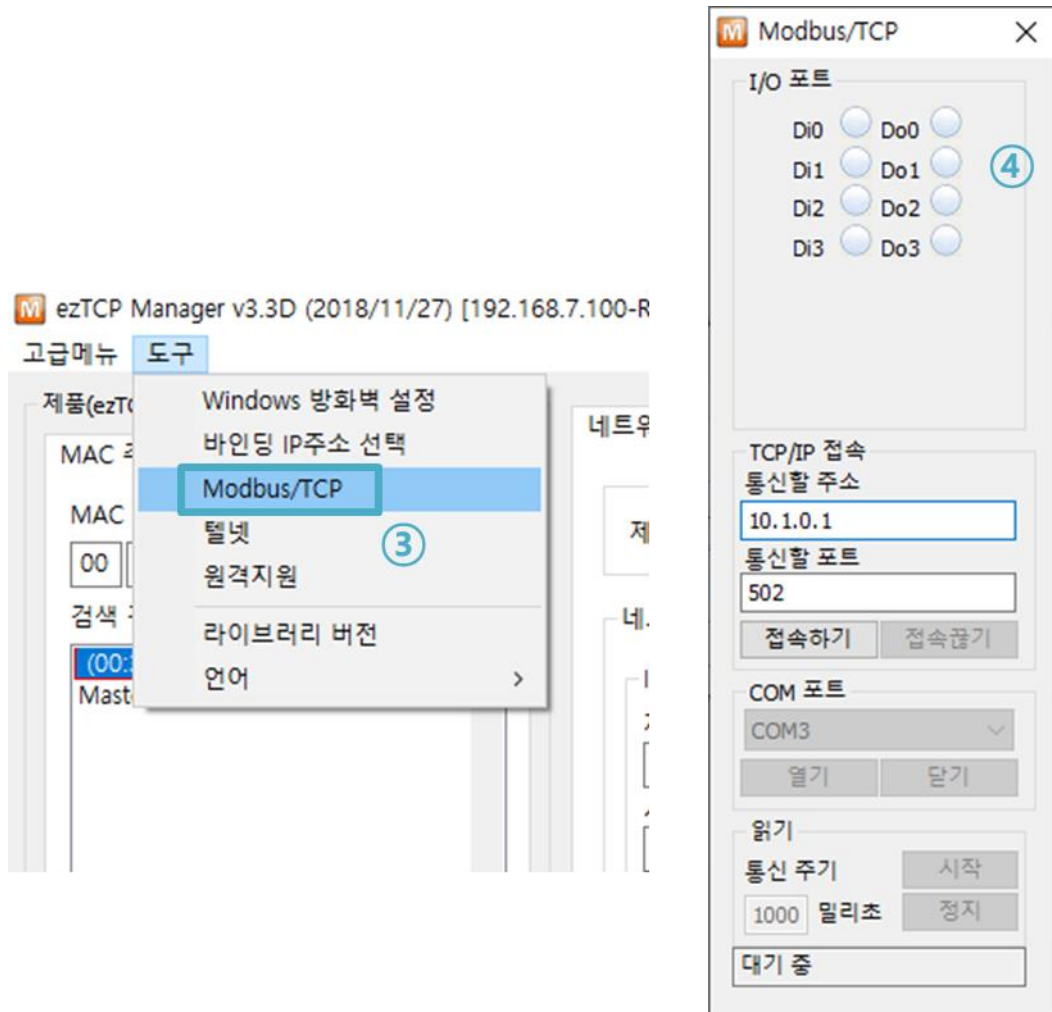 ezTCP Manager v3.3D (2018/11/27) [192.168.7.100-R
고급메뉴 도구
제품(ezT
MAC
MAC
00
검색
(00:
Mast
Windows 방화벽 설정
바인딩 IP주소 선택
Modbus/TCP
텔넷
원격지원
라이브러리 버전
언어
③
Modbus/TCP
I/O 포트
Di0 Do0
Di1 Do1
Di2 Do2
Di3 Do3
④
TCP/IP 접속
통신할 주소
10.1.0.1
통신할 포트
502
접속하기 접속끊기
COM 포트
COM3
열기 닫기
읽기
통신 주기 시작
1000 밀리초 정지
대기 중